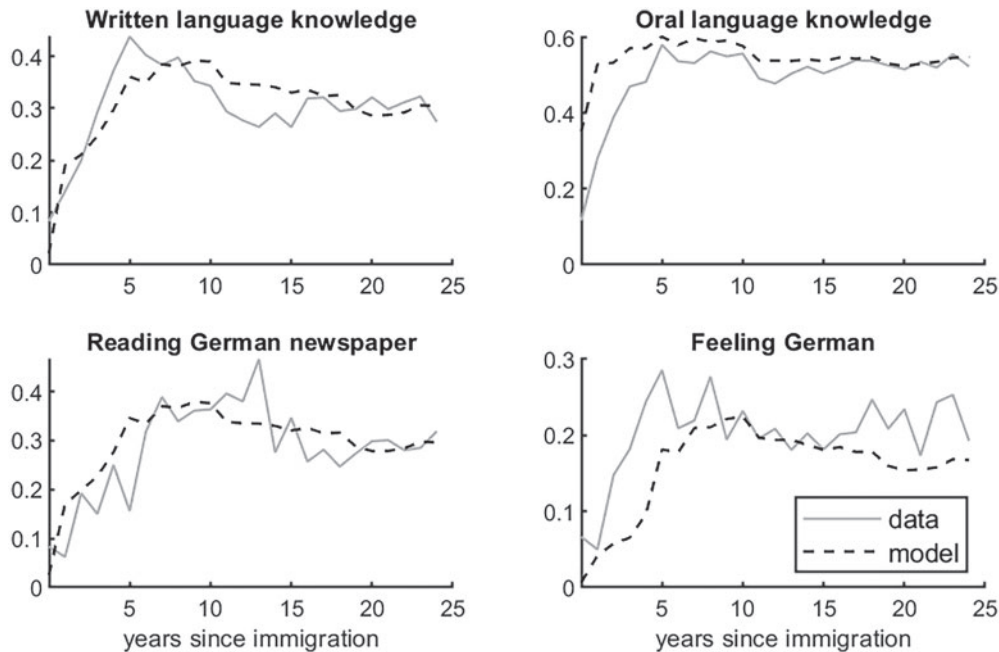 Written language knowledge
0.4
0.3
0.2
0.1
0
5 10 15 20 25
Oral language knowledge
0.6
0.4
0.2
0
5 10 15 20 25
Reading German newspaper
0.4
0.3
0.2
0.1
0
5 10 15 20 25
years since immigration
Feeling German
0.3
0.2
0.1
0
data
model
5 10 15 20 25
years since immigration